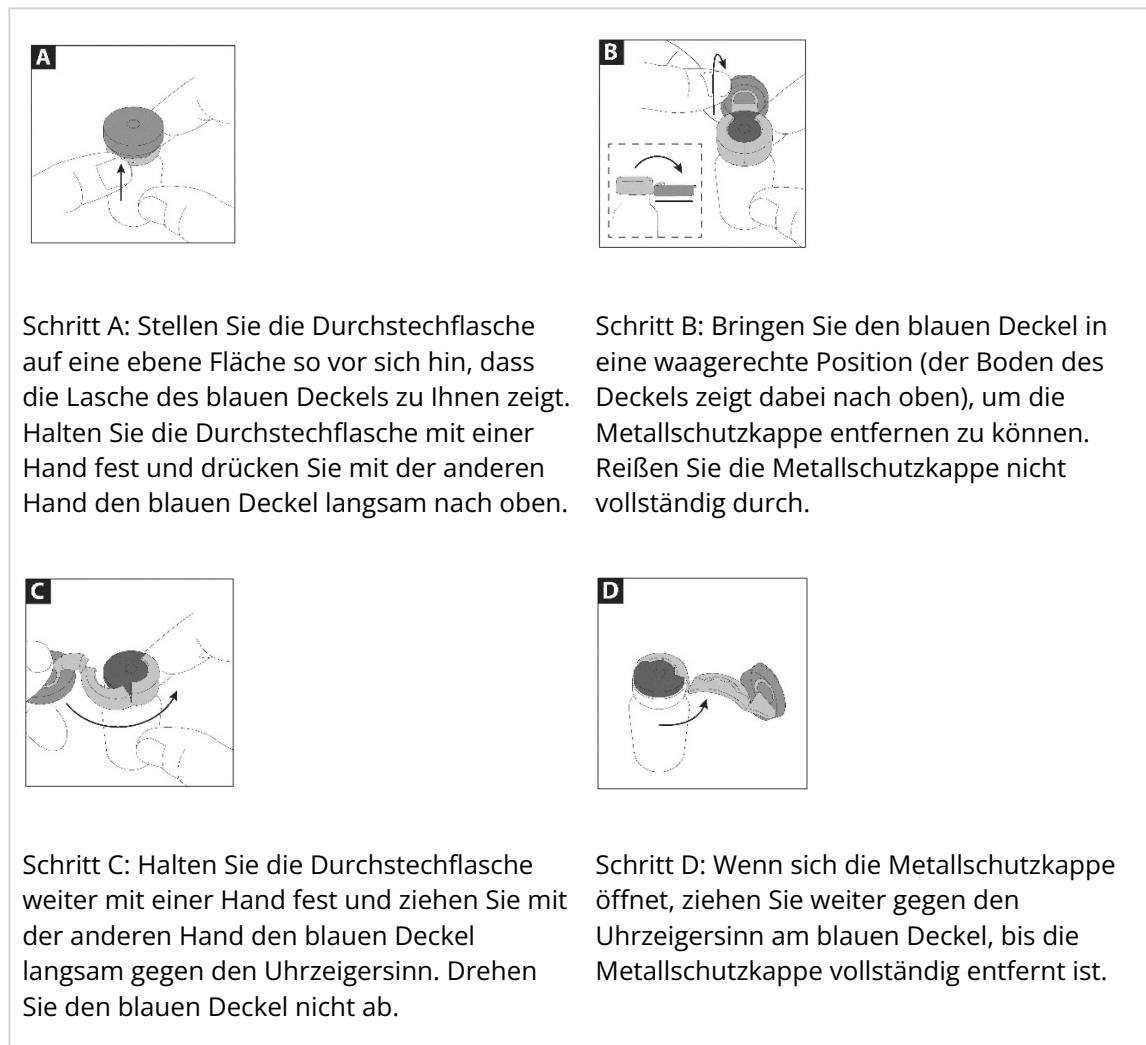 A
B
Schritt A: Stellen Sie die Durchstechflasche
auf eine ebene Fläche so vor sich hin, dass
die Lasche des blauen Deckels zu Ihnen zeigt.
Halten Sie die Durchstechflasche mit einer
Hand fest und drücken Sie mit der anderen
Hand den blauen Deckel langsam nach oben.
Schritt B: Bringen Sie den blauen Deckel in
eine waagerechte Position (der Boden des
Deckels zeigt dabei nach oben), um die
Metallschutzkappe entfernen zu können.
Reißen Sie die Metallschutzkappe nicht
vollständig durch.
C
D
Schritt C: Halten Sie die Durchstechflasche
weiter mit einer Hand fest und ziehen Sie mit
der anderen Hand den blauen Deckel
langsam gegen den Uhrzeigersinn. Drehen
Sie den blauen Deckel nicht ab.
Schritt D: Wenn sich die Metallschutzkappe
öffnet, ziehen Sie weiter gegen den
Uhrzeigersinn am blauen Deckel, bis die
Metallschutzkappe vollständig entfernt ist.